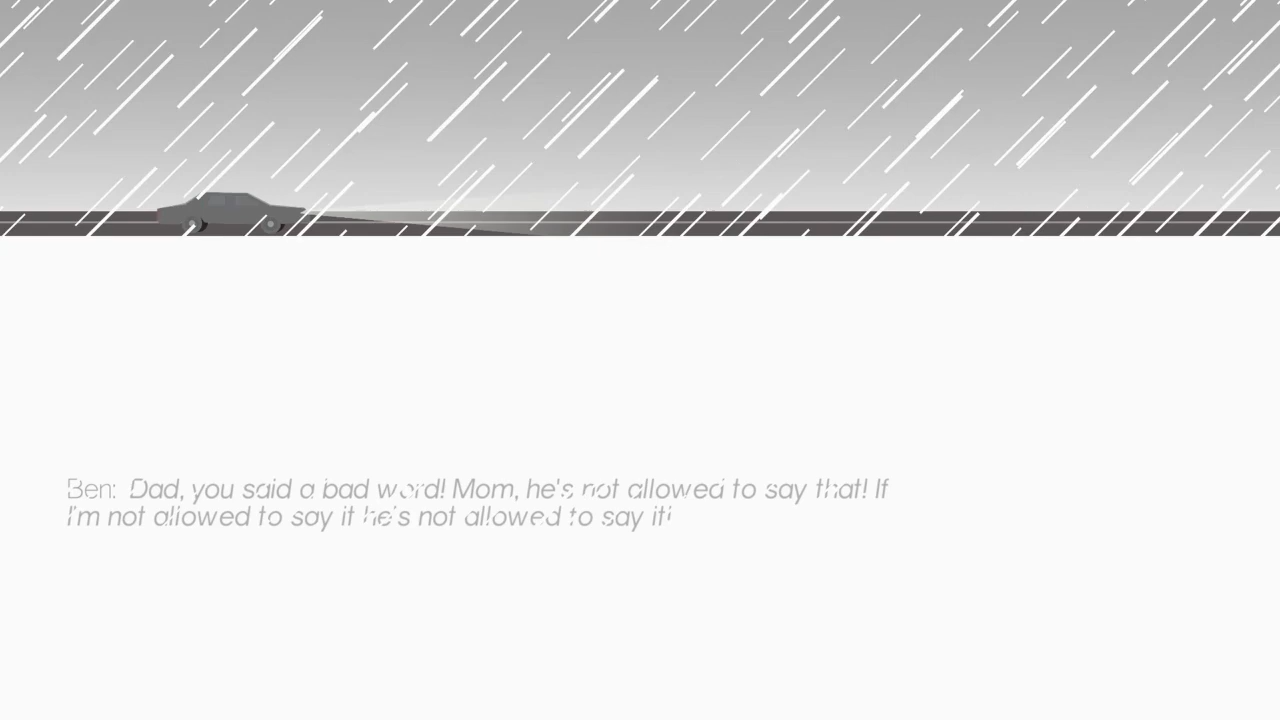 Ben: Dad, you said a bad word! Mom, he's not allowed to say that! If
I'm not allowed to say it he's not allowed to say it!